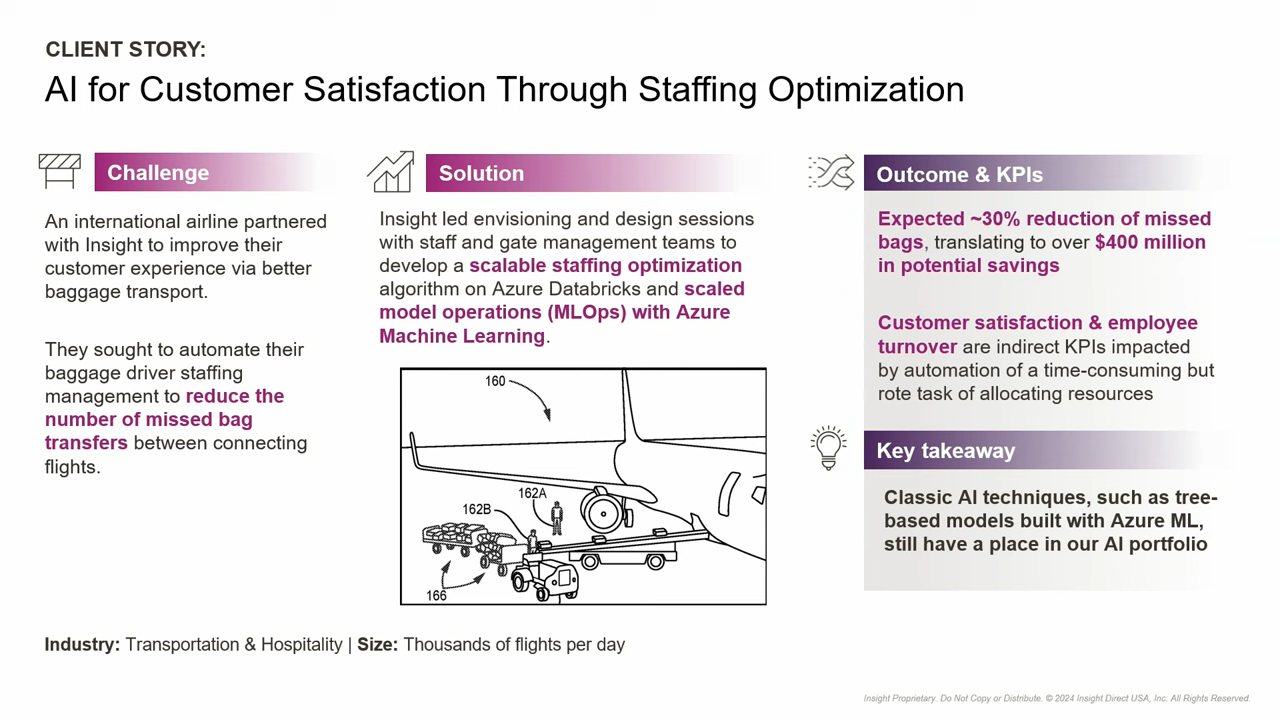 CLIENT STORY:
AI for Customer Satisfaction Through Staffing Optimization
Challenge
An international airline partnered
with Insight to improve their
customer experience via better
baggage transport.
They sought to automate their
baggage driver staffing
management to reduce the
number of missed bag
transfers between connecting
flights.
Solution
Insight led envisioning and design sessions
with staff and gate management teams to
develop a scalable staffing optimization
algorithm on Azure Databricks and scaled
model operations (MLOps) with Azure
Machine Learning.
160
162A
162B
166
Outcome & KPIs
Expected ~30% reduction of missed
bags, translating to over $400 million
in potential savings
Customer satisfaction & employee
turnover are indirect KPIs impacted
by automation of a time-consuming but
rote task of allocating resources
Key takeaway
Classic AI techniques, such as tree-
based models built with Azure ML,
still have a place in our AI portfolio
Industry: Transportation & Hospitality | Size: Thousands of flights per day
Insight Proprietary. Do Not Copy or Distribute. © 2024 Insight Direct USA, Inc. All Rights Reserved.